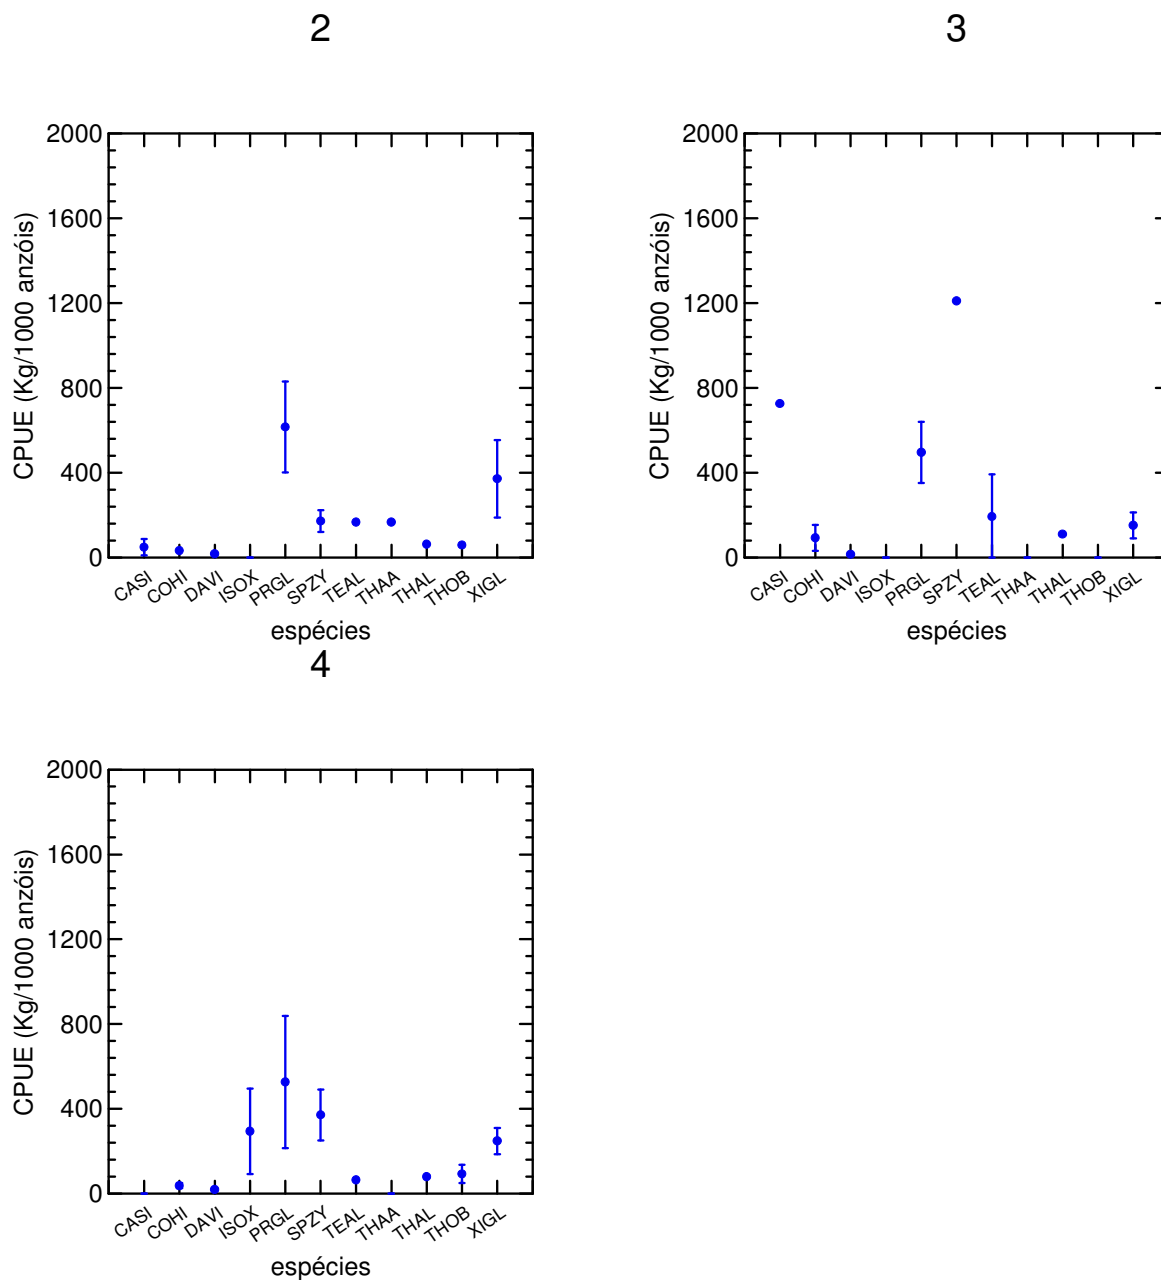 2
2000
1600
1200
800
400
0
CPUE (Kg/1000 anzóis)
CASI COHI DAVI ISOX PRGL SPZY TEAL THAA THAL THOB XIGL
espécies
3
2000
1600
1200
800
400
0
CPUE (Kg/1000 anzóis)
CASI COHI DAVI ISOX PRGL SPZY TEAL THAA THAL THOB XIGL
espécies
4
2000
1600
1200
800
400
0
CPUE (Kg/1000 anzóis)
CASI COHI DAVI ISOX PRGL SPZY TEAL THAA THAL THOB XIGL
espécies